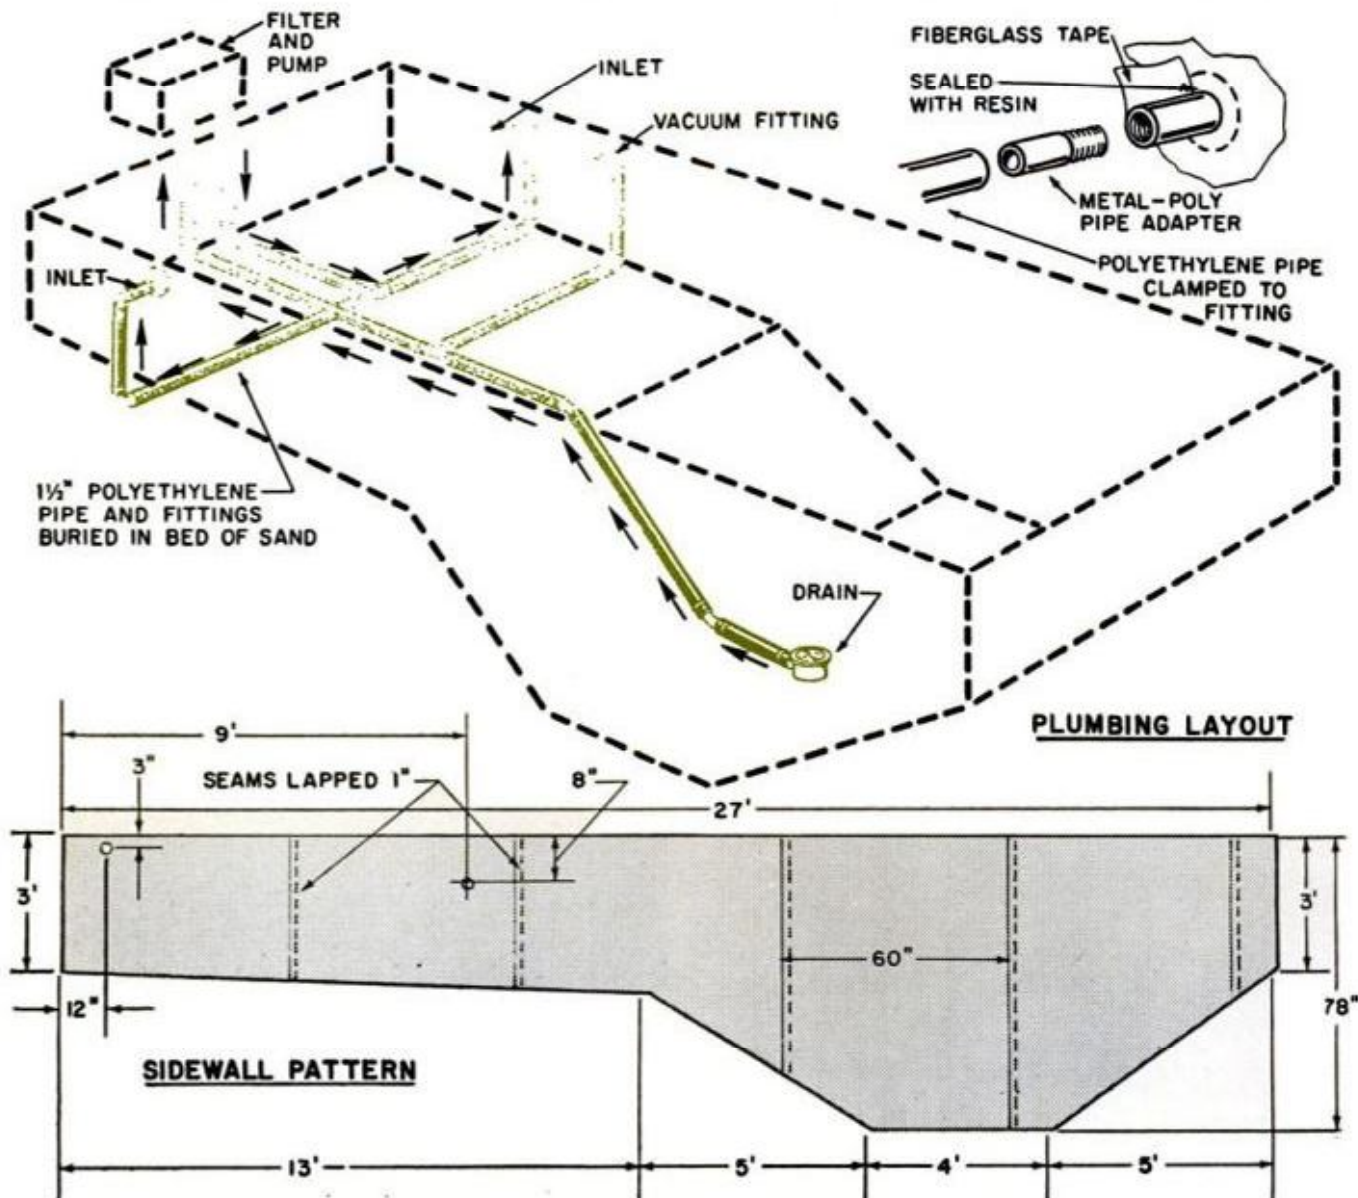 FILTER
AND
PUMP
INLET
VACUUM FITTING
FIBERGLASS TAPE
SEALED
WITH RESIN
METAL-POLY
PIPE ADAPTER
POLYETHYLENE PIPE
CLAMPED TO
FITTING
INLET
1½" POLYETHYLENE
PIPE AND FITTINGS
BURIED IN BED OF SAND
DRAIN
PLUMBING LAYOUT
9'
3"
SEAMS LAPPED 1"
8"
27'
3'
3'
60"
12"
78"
SIDEWALL PATTERN
13'
5'
4'
5'